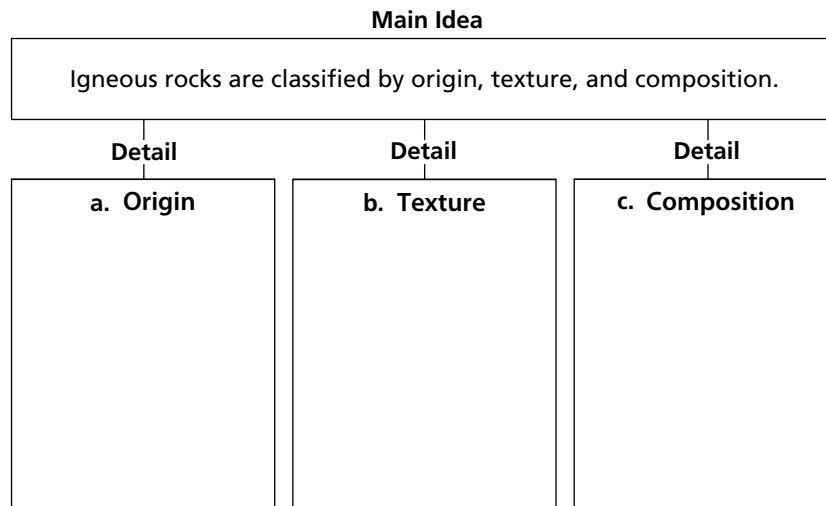 Main Idea
Igneous rocks are classified by origin, texture, and composition.
Detail
Detail
Detail
a. Origin
b. Texture
c. Composition